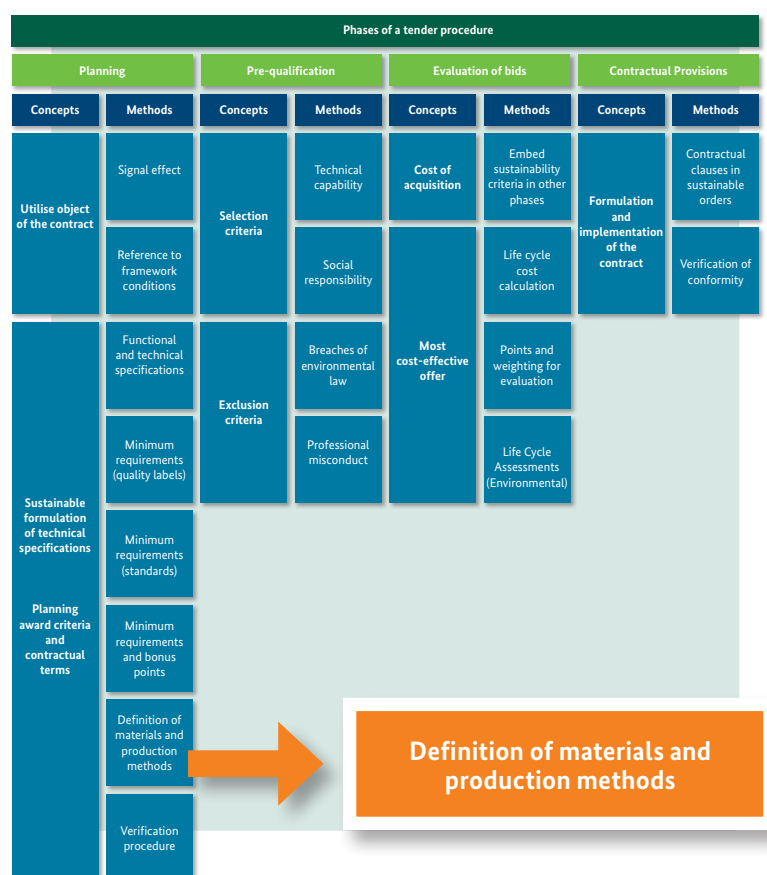 Phases of a tender procedure
Planning
Pre-qualification
Evaluation of bids
Contractual Provisions
Concepts
Methods
Concepts
Methods
Concepts
Methods
Concepts
Methods
Utilise object
of the contract
Signal effect
Reference to
framework
conditions
Sustainable
formulation
of technical
specifications
Planning
award criteria
and
contractual
terms
Functional
and technical
specifications
Minimum
requirements
(quality labels)
Minimum
requirements
(standards)
Minimum
requirements
and bonus
points
Definition of
materials and
production
methods
Verification
procedure
Selection
criteria
Technical
capability
Social
responsibility
Exclusion
criteria
Breaches of
environmental
law
Professional
misconduct
Cost of
acquisition
Embed
sustainability
criteria in other
phases
Most
cost-effective
offer
Life cycle
cost
calculation
Points and
weighting for
evaluation
Life Cycle
Assessments
(Environmental)
Formulation
and
implementation
of the
contract
Contractual
clauses in
sustainable
orders
Verification of
conformity
Definition of materials and
production methods